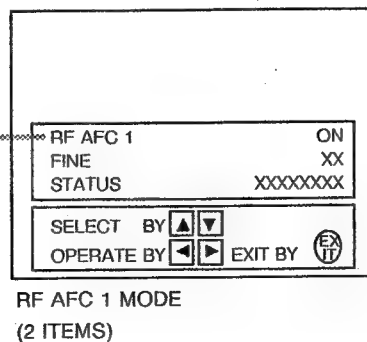 RF AFC 1 ON
FINE XX
STATUS XXXXXXXX
SELECT BY ▲ ▼
OPERATE BY ◀ ▶ EXIT BY EXIT
RF AFC 1 MODE
(2 ITEMS)